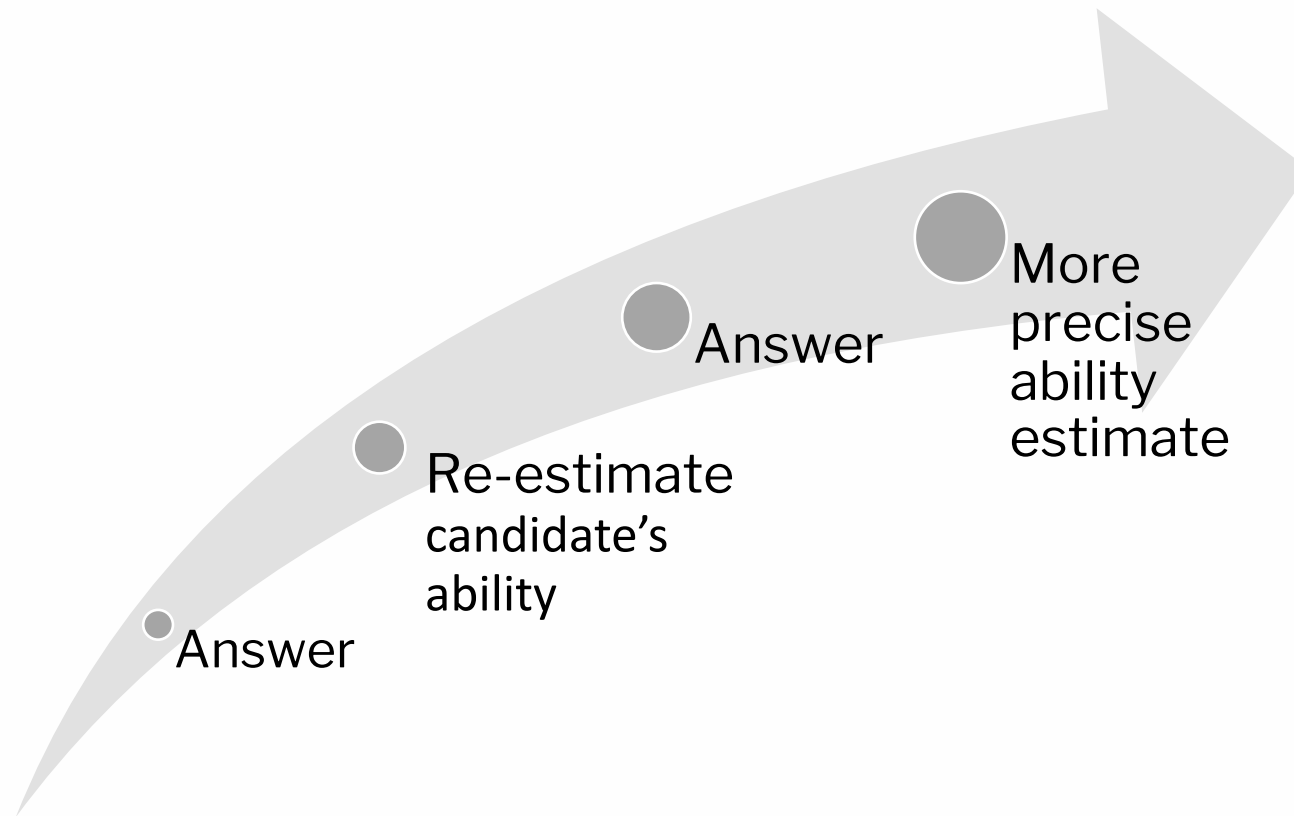 Answer
Re-estimate
candidate’s
ability
Answer
More
precise
ability
estimate